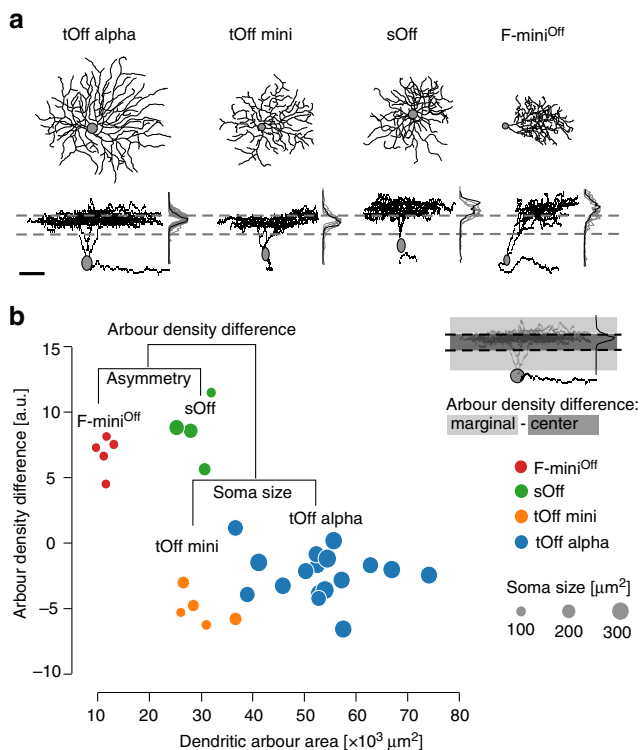 a
tOff alpha tOff mini sOff F-mini^Off
b
Arbour density difference
Asymmetry
F-mini^Off
sOff
Soma size
tOff mini
tOff alpha
15
10
5
0
−5
−10
Arbour density difference [a.u.]
10 20 30 40 50 60 70 80
Dendritic arbour area [×10³ μm²]
Arbour density difference:
marginal - center
F-mini^Off
sOff
tOff mini
tOff alpha
Soma size [μm²]
100 200 300